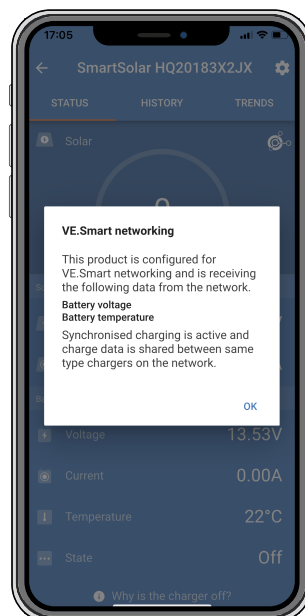 17:05
SmartSolar HQ20183X2JX
STATUS
HISTORY
TRENDS
Solar
VE.Smart networking
This product is configured for
VE.Smart networking and is receiving
the following data from the network.
Battery voltage
Battery temperature
Synchronised charging is active and
charge data is shared between same
type chargers on the network.
OK
Voltage
13.53V
Current
0.00A
Temperature
22°C
State
Off
Why is the charger off?